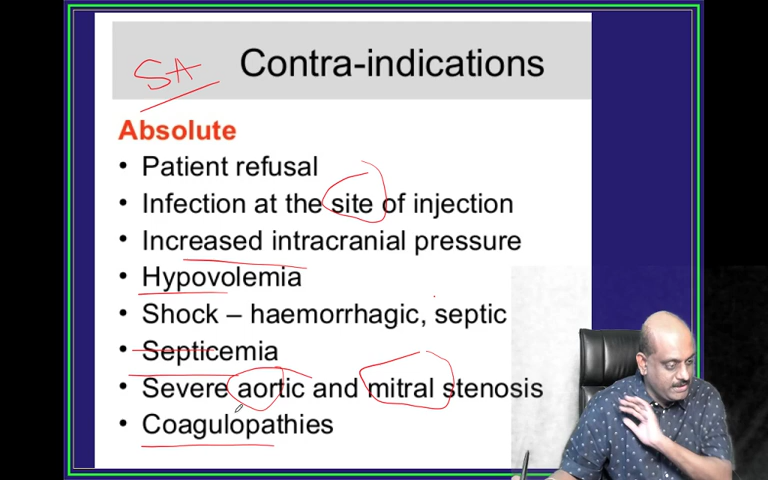 SA Contra-indications
Absolute
• Patient refusal
• Infection at the site of injection
• Increased intracranial pressure
• Hypovolemia
• Shock – haemorrhagic, septic
• Septicemia
• Severe aortic and mitral stenosis
• Coagulopathies